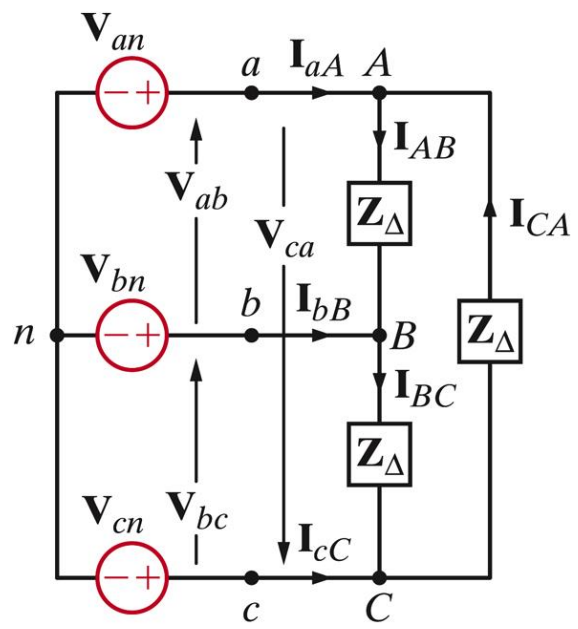 V_an
a I_aA A
− +
I_AB
V_ab Z_Δ
V_ca I_CA
V_bn
b I_bB
n − + B Z_Δ
I_BC
V_bc Z_Δ
V_cn I_cC
− +
c C